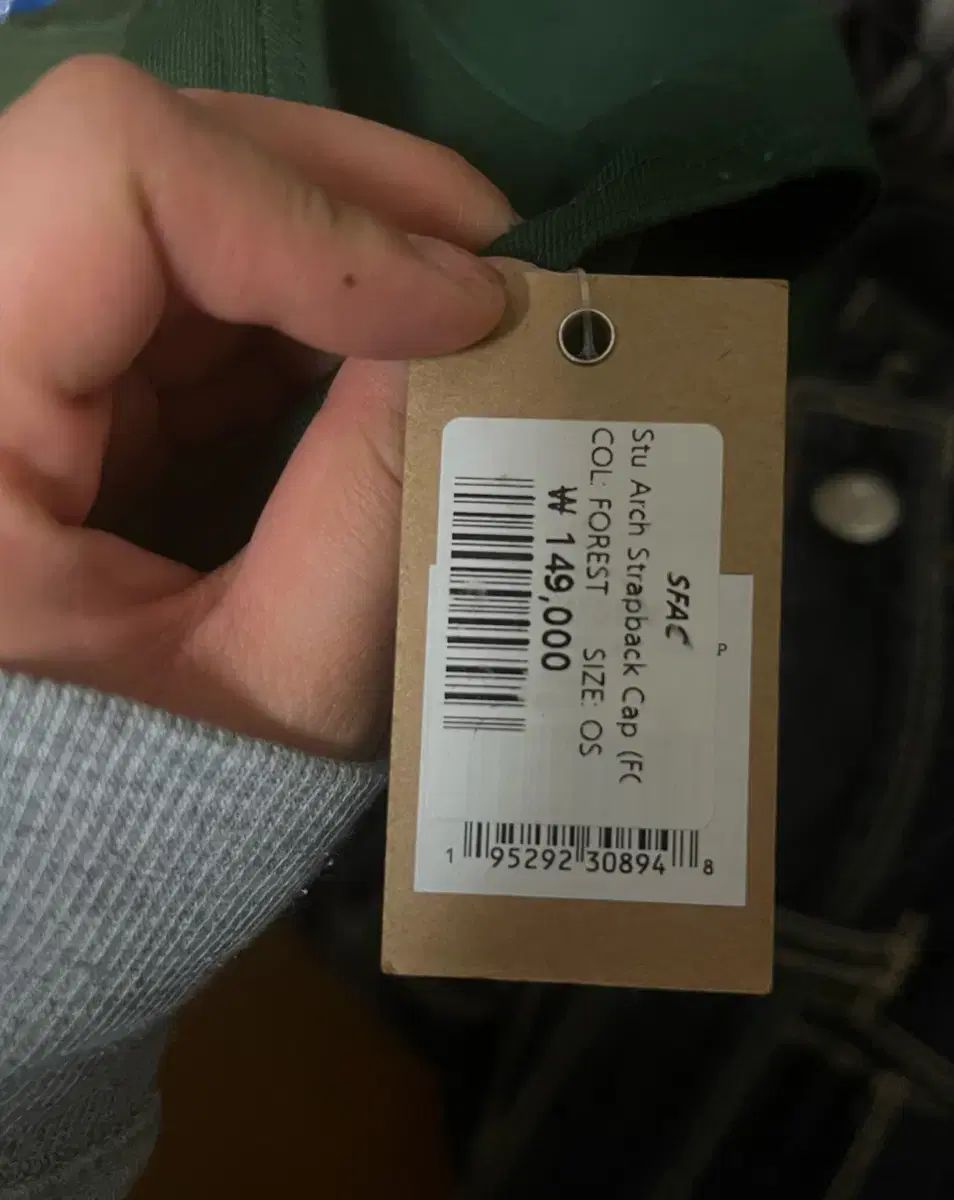 SFAC
Stu Arch Strapback Cap (FC
COL: FOREST SIZE: OS
₩ 149,000
P
1 95292 30894 8